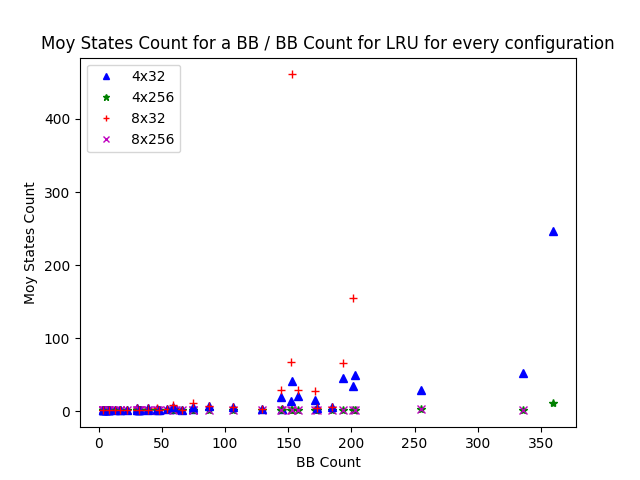 Moy States Count for a BB / BB Count for LRU for every configuration
4x32
4x256
8x32
8x256
400
300
200
100
0
Moy States Count
0 50 100 150 200 250 300 350
BB Count